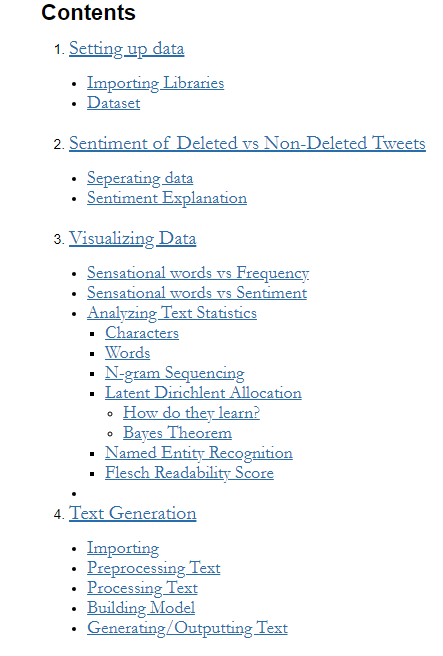 Contents
1. Setting up data
• Importing Libraries
• Dataset
2. Sentiment of Deleted vs Non-Deleted Tweets
• Seperating data
• Sentiment Explanation
3. Visualizing Data
• Sensational words vs Frequency
• Sensational words vs Sentiment
• Analyzing Text Statistics
▪ Characters
▪ Words
▪ N-gram Sequencing
▪ Latent Dirichlent Allocation
◦ How do they learn?
◦ Bayes Theorem
▪ Named Entity Recognition
▪ Flesch Readability Score
•
4. Text Generation
• Importing
• Preprocessing Text
• Processing Text
• Building Model
• Generating/Outputting Text